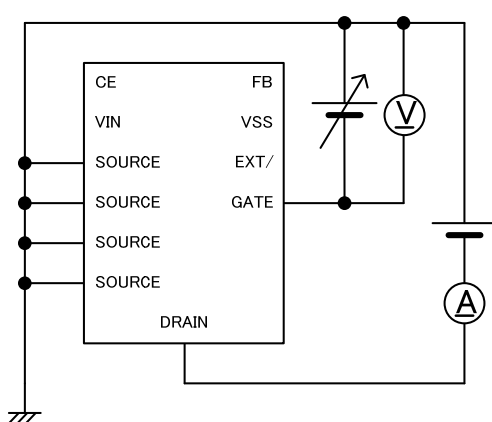 CE FB
VIN VSS
SOURCE EXT/
SOURCE GATE
SOURCE
SOURCE
DRAIN
V
A